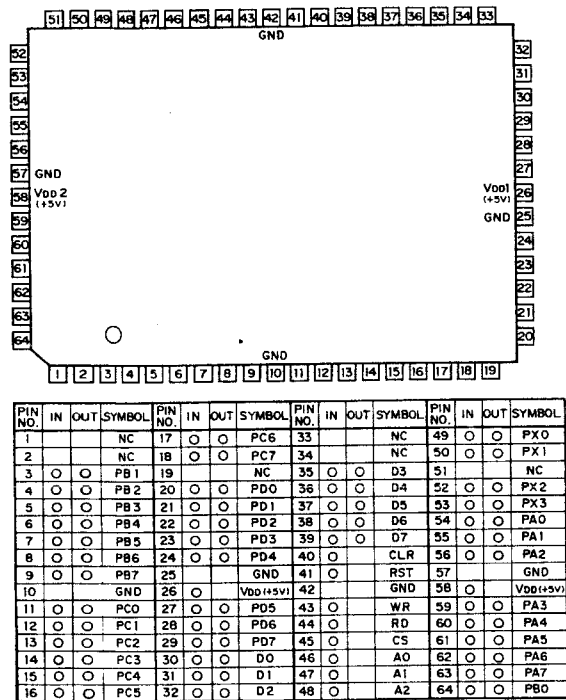 51 50 49 48 47 46 45 44 43 42 41 40 39 38 37 36 35 34 33
GND
52 32
53 31
54 30
55 29
56 28
57 GND 27
58 VDD 2 (+5V) VDD1 (+5V) 26
59 GND 25
60 24
61 23
62 22
63 21
64 20
GND
1 2 3 4 5 6 7 8 9 10 11 12 13 14 15 16 17 18 19
PIN NO. IN OUT SYMBOL PIN NO. IN OUT SYMBOL PIN NO. IN OUT SYMBOL PIN NO. IN OUT SYMBOL
1 NC 17 O O PC6 33 NC 49 O O PX0
2 NC 18 O O PC7 34 NC 50 O O PX1
3 O O PB1 19 NC 35 O O D3 51 NC
4 O O PB2 20 O O PD0 36 O O D4 52 O O PX2
5 O O PB3 21 O O PD1 37 O O D5 53 O O PX3
6 O O PB4 22 O O PD2 38 O O D6 54 O O PA0
7 O O PB5 23 O O PD3 39 O O D7 55 O O PA1
8 O O PB6 24 O O PD4 40 O CLR 56 O O PA2
9 O O PB7 25 GND 41 O RST 57 GND
10 GND 26 O VDD(+5V) 42 GND 58 O VDD(+5V)
11 O O PC0 27 O O PD5 43 O WR 59 O O PA3
12 O O PC1 28 O O PD6 44 O RD 60 O O PA4
13 O O PC2 29 O O PD7 45 O CS 61 O O PA5
14 O O PC3 30 O O D0 46 O A0 62 O O PA6
15 O O PC4 31 O O D1 47 O A1 63 O O PA7
16 O O PC5 32 O O D2 48 O A2 64 O O PB0